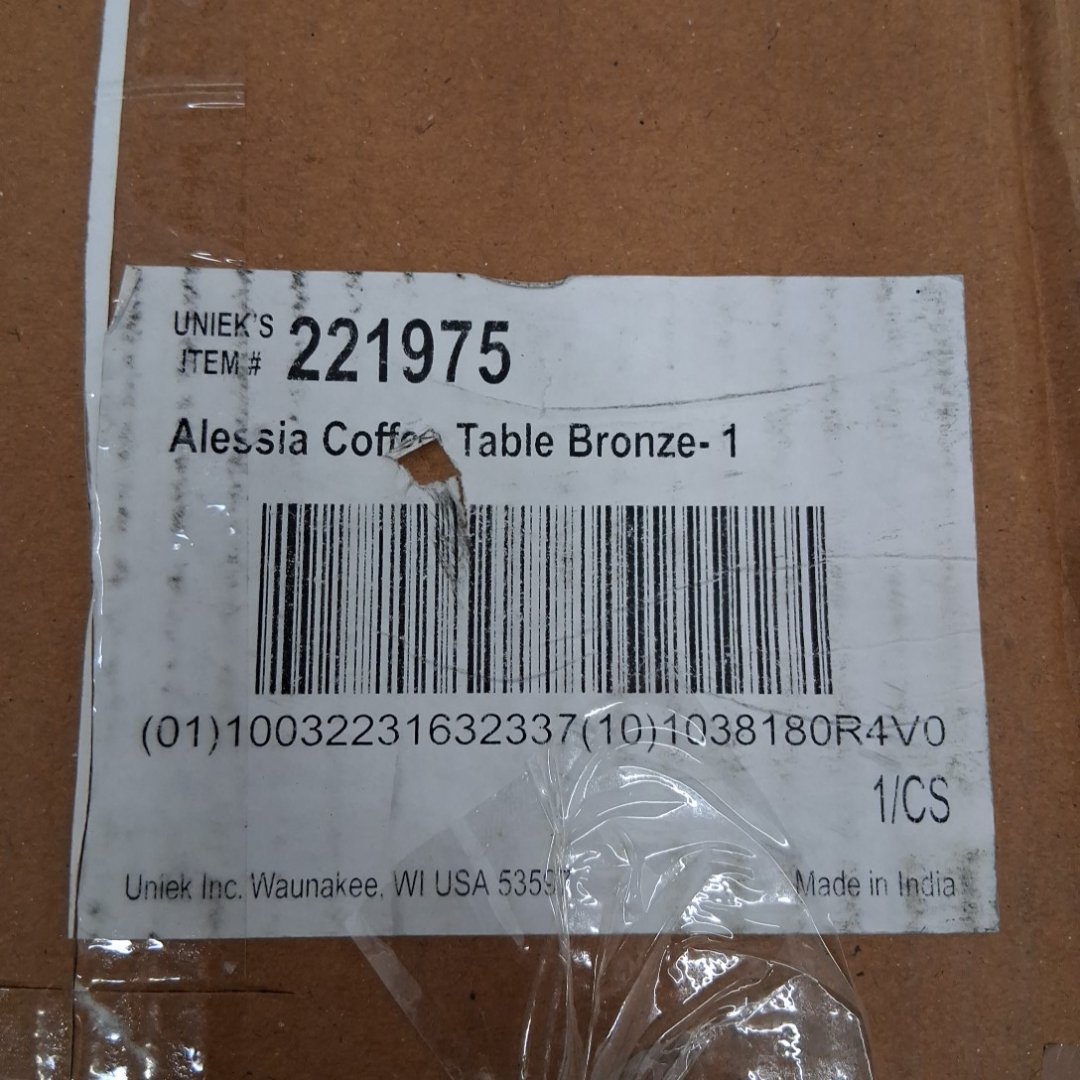 UNIEK'S
ITEM # 221975
Alessia Coffee Table Bronze- 1
(01)10032231632337(10)1038180R4V0
1/CS
Uniek Inc. Waunakee, WI USA 53597
Made in India